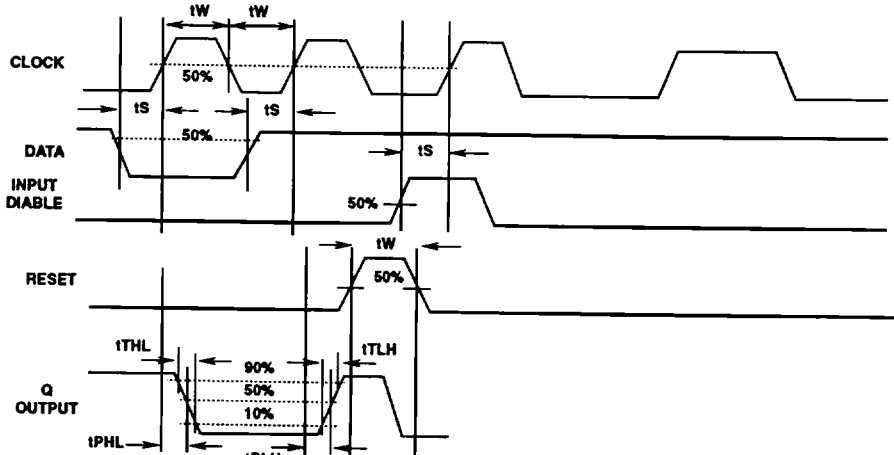 tW tW
CLOCK
50%
tS tS
50%
DATA
tS
INPUT
DIABLE
50%
tW
RESET
50%
tTHL tTLH
90%
50%
Q
OUTPUT
10%
tPHL